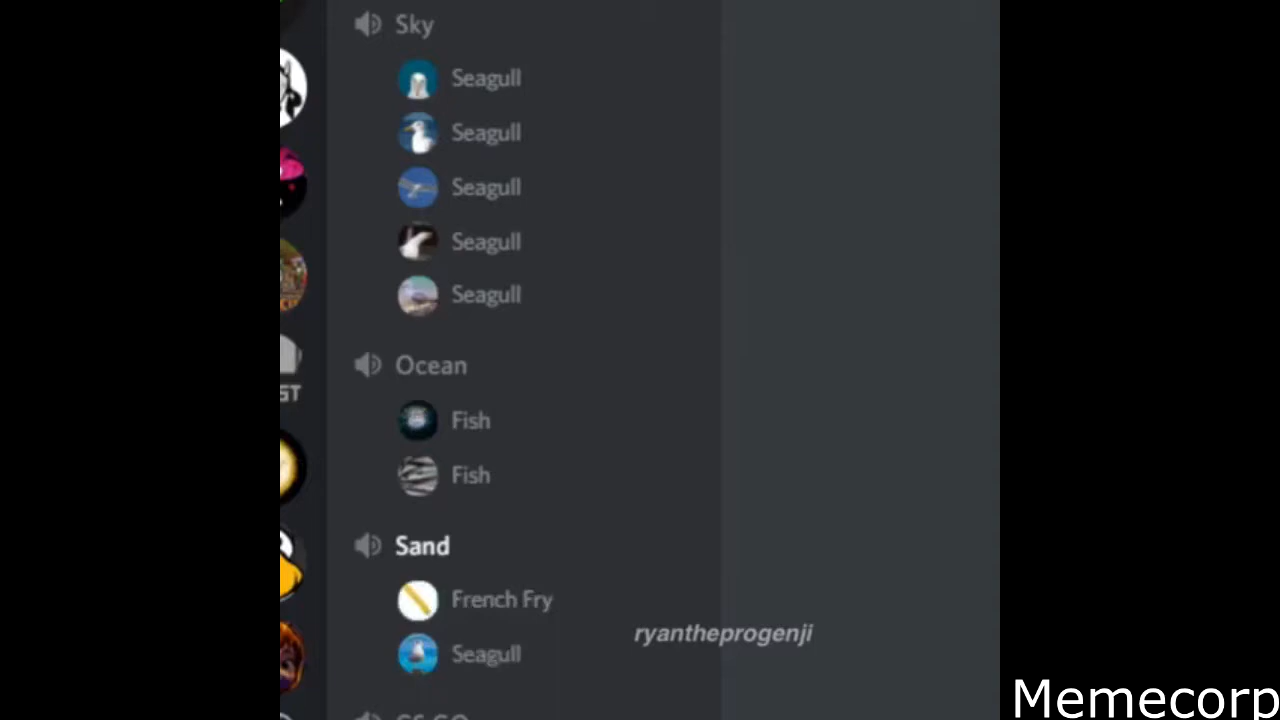 Sky
Seagull
Seagull
Seagull
Seagull
Seagull
Ocean
Fish
Fish
Sand
French Fry
Seagull
ryantheprogenji
Memecorp